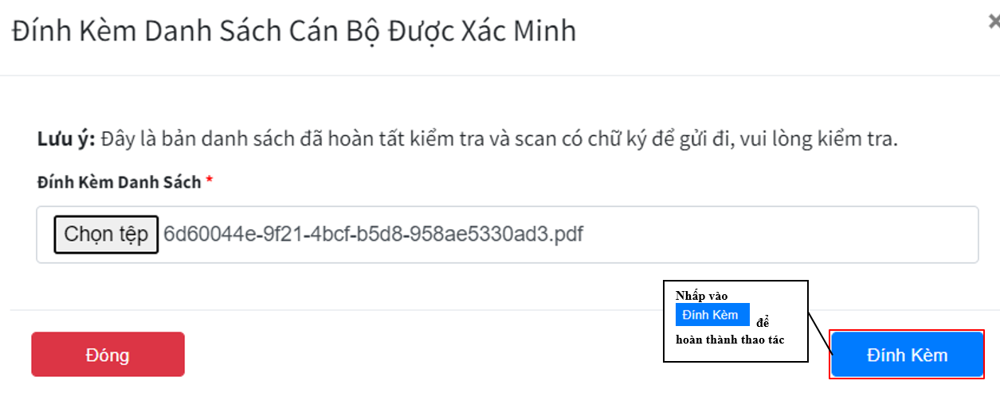 Đính Kèm Danh Sách Cán Bộ Được Xác Minh
×
Lưu ý: Đây là bản danh sách đã hoàn tất kiểm tra và scan có chữ ký để gửi đi, vui lòng kiểm tra.
Đính Kèm Danh Sách *
Chọn tệp 6d60044e-9f21-4bcf-b5d8-958ae5330ad3.pdf
Nhấp vào
Đính Kèm để
hoàn thành thao tác
Đóng
Đính Kèm